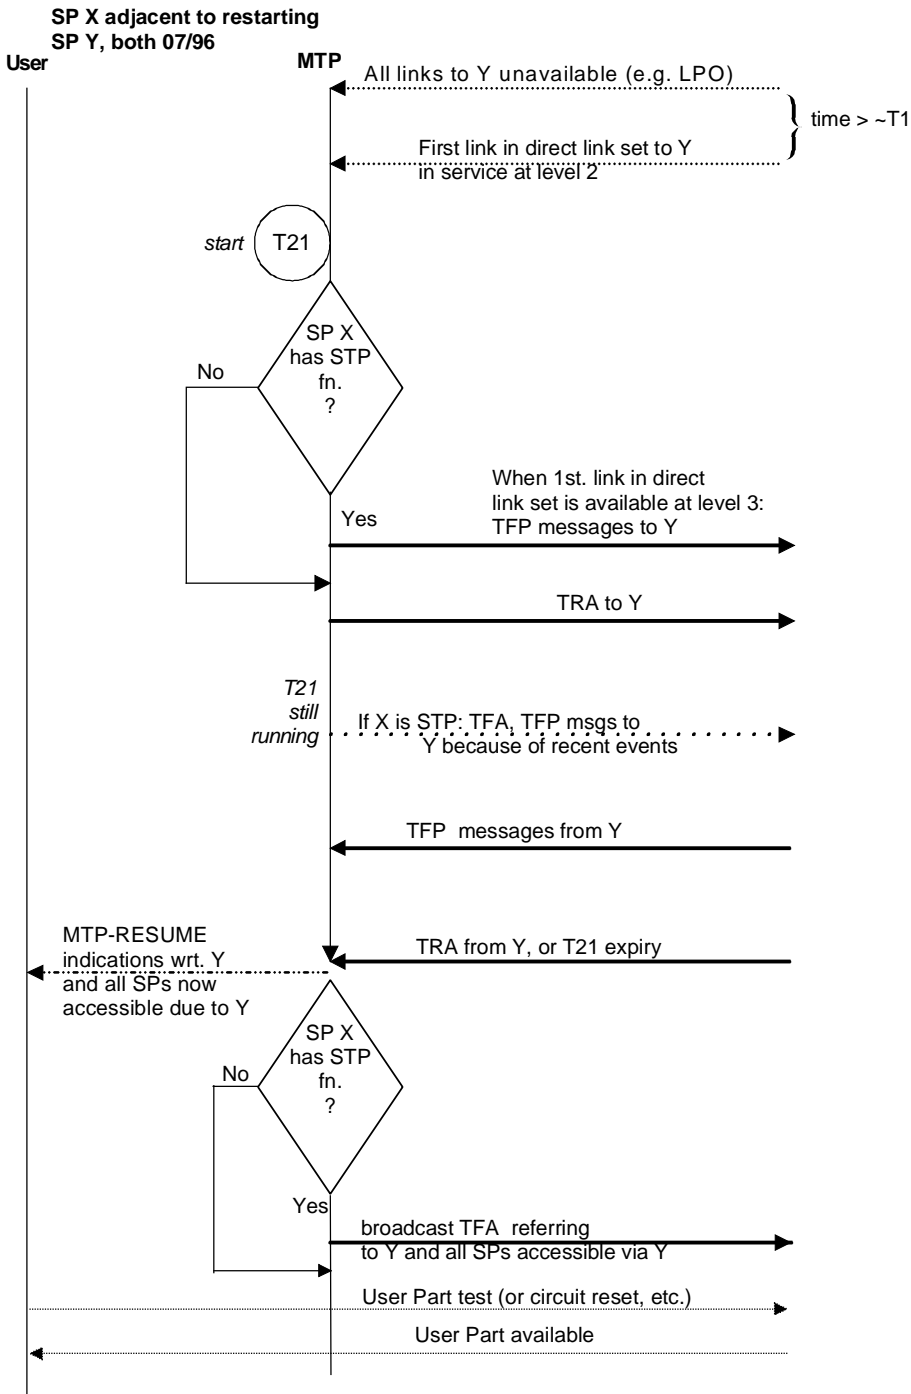 SP X adjacent to restarting
SP Y, both 07/96
User
MTP
All links to Y unavailable (e.g. LPO)
time > ~T1
First link in direct link set to Y
in service at level 2
start
T21
SP X
has STP
fn.
?
No
When 1st. link in direct
link set is available at level 3:
TFP messages to Y
Yes
TRA to Y
T21
still
running
If X is STP: TFA, TFP msgs to
Y because of recent events
TFP messages from Y
MTP-RESUME
indications wrt. Y
and all SPs now
accessible due to Y
TRA from Y, or T21 expiry
SP X
has STP
fn.
?
No
Yes
broadcast TFA referring
to Y and all SPs accessible via Y
User Part test (or circuit reset, etc.)
User Part available